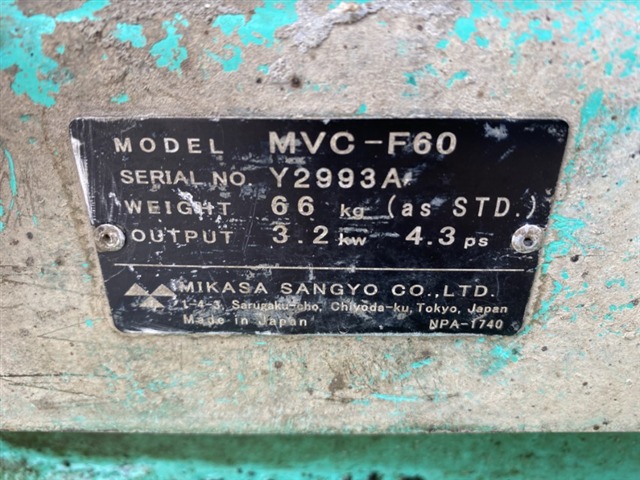 MODEL MVC-F60
SERIAL NO. Y2993A
WEIGHT 66 kg (as STD.)
OUTPUT 3.2 kw 4.3 ps
MIKASA SANGYO CO., LTD.
1-4-3, Sarugaku-cho, Chiyoda-ku, Tokyo, Japan
Made in Japan NPA-1740